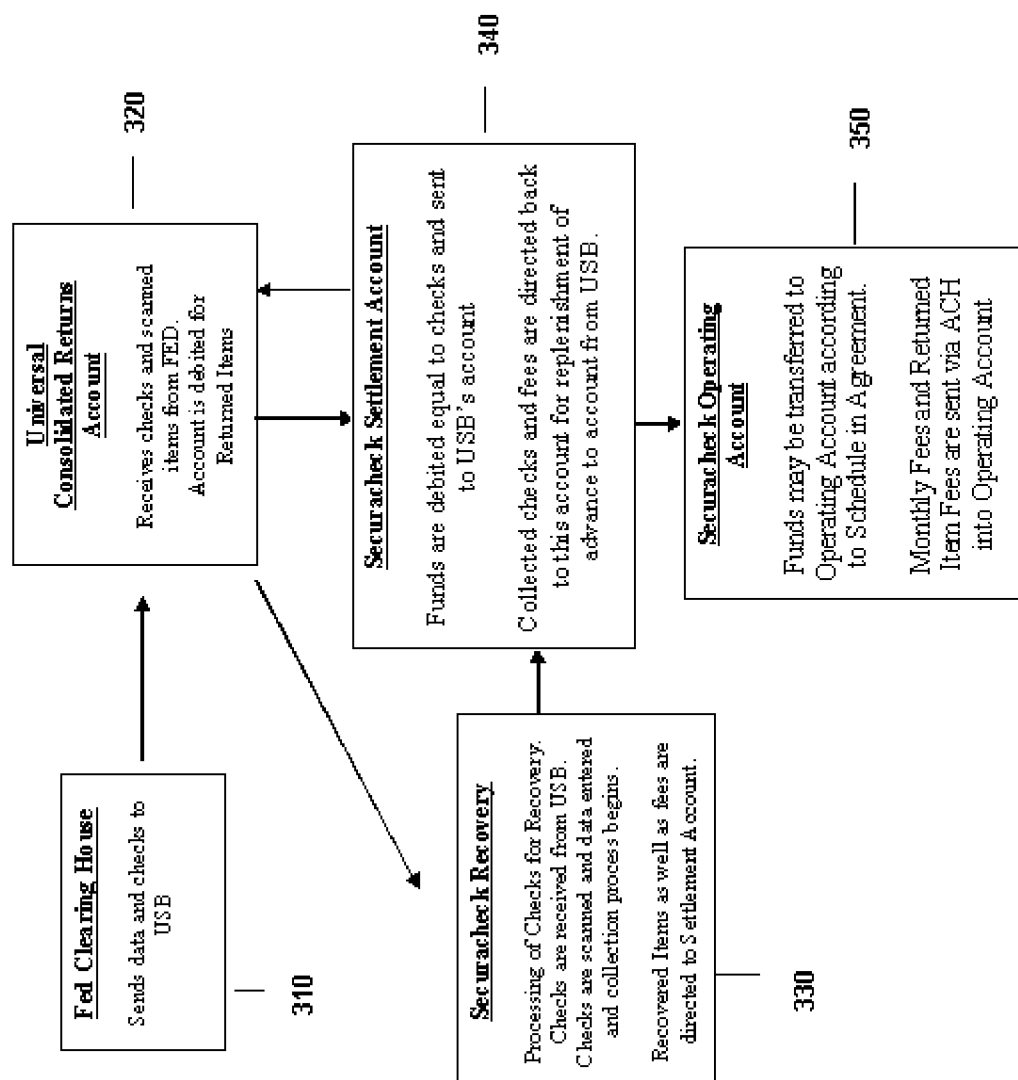 Fed Clearing House
Sends data and checks to
USB
310
Universal
Consolidated Returns
Account
Receives checks and scanned
items from FED.
Account is debited for
Returned Items
320
Securacheck Recovery
Processing of Checks for Recovery.
Checks are received from USB.
Checks are scanned and data entered
and collection process begins.
Recovered Items as well as fees are
directed to Settlement Account.
330
Securacheck Settlement Account
Funds are debited equal to checks and sent
to USB's account
Collected checks and fees are directed back
to this account for replenishment of
advance to account from USB.
340
Securacheck Operating
Account
Funds may be transferred to
Operating Account according
to Schedule in Agreement.
Monthly Fees and Returned
Item Fees are sent via ACH
into Operating Account
350